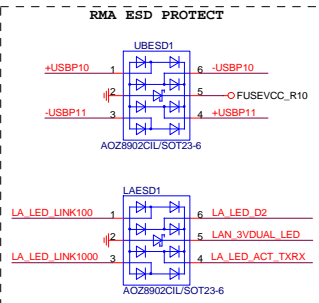 RMA ESD PROTECT
UBESD1
+USBP10 1 6 -USBP10
2 5 FUSEVCC_R10
-USBP11 3 4 +USBP11
AOZ8902CIL/SOT23-6
LAESD1
LA_LED_LINK100 1 6 LA_LED_D2
2 5 LAN_3VDUAL_LED
LA_LED_LINK1000 3 4 LA_LED_ACT_TXRX
AOZ8902CIL/SOT23-6